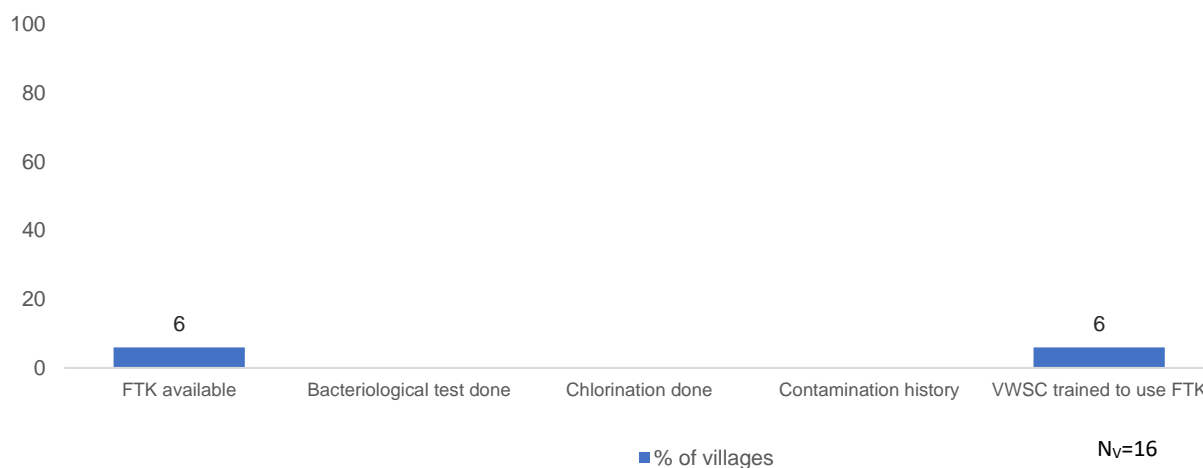 100
80
60
40
20
0
6
6
FTK available
Bacteriological test done
Chlorination done
Contamination history
VWSC trained to use FTK
% of villages
Nv=16